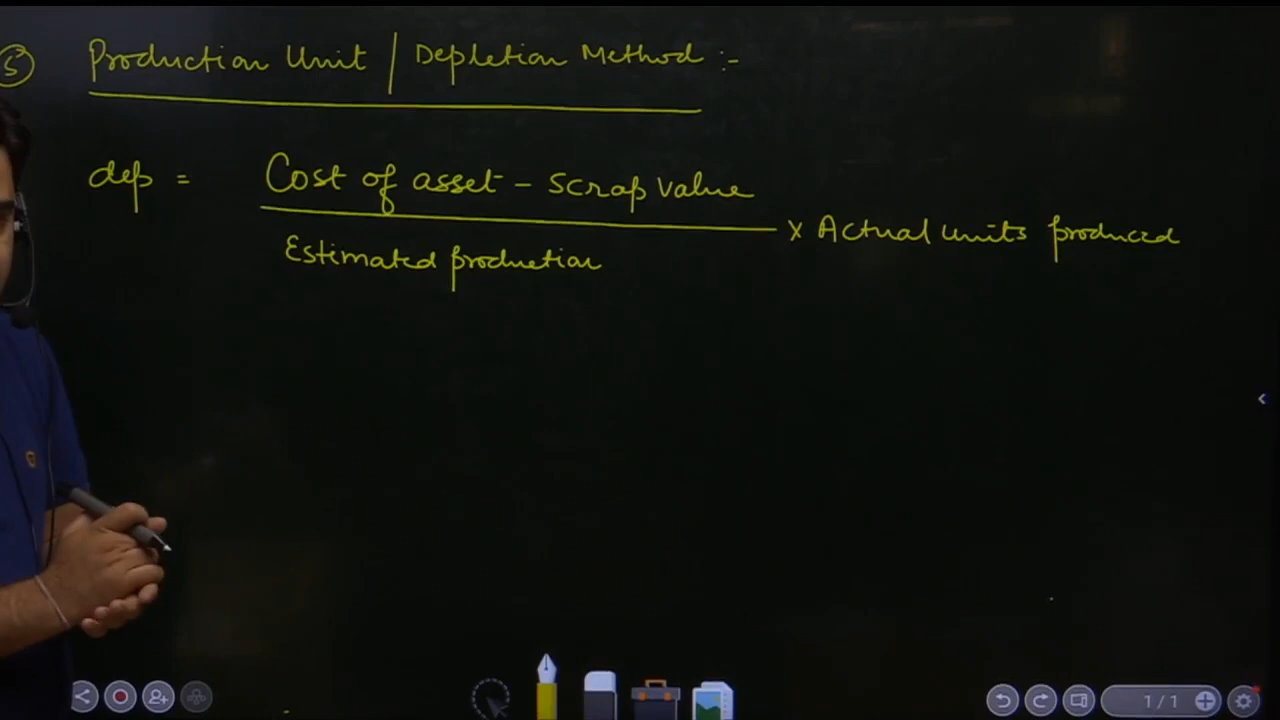 5 Production Unit / Depletion Method :-
dep = Cost of asset - scrap value
x Actual units produced
Estimated production
1/1